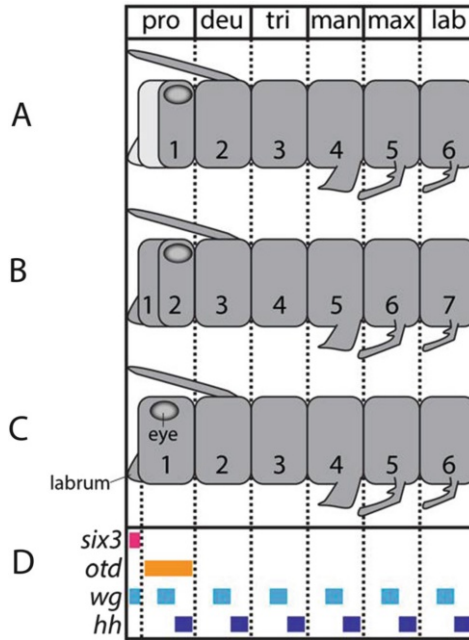 pro deu tri man max lab
A
1 2 3 4 5 6
B
1 2 3 4 5 6 7
C
eye
1 2 3 4 5 6
labrum
D
six3
otd
wg
hh